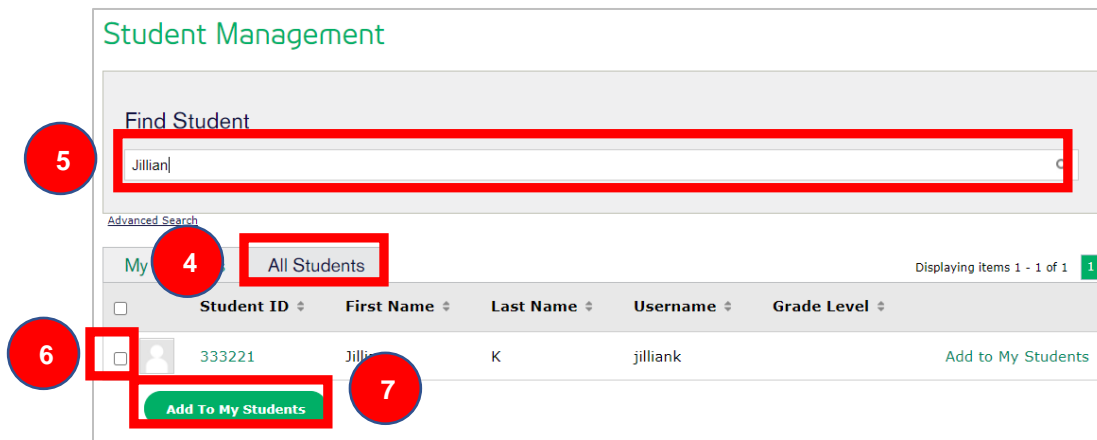 Student Management
Find Student
5
Jillian
Advanced Search
My
4
All Students
Displaying items 1 - 1 of 1 1
Student ID First Name Last Name Username Grade Level
6
333221 K jilliank Add to My Students
7
Add To My Students